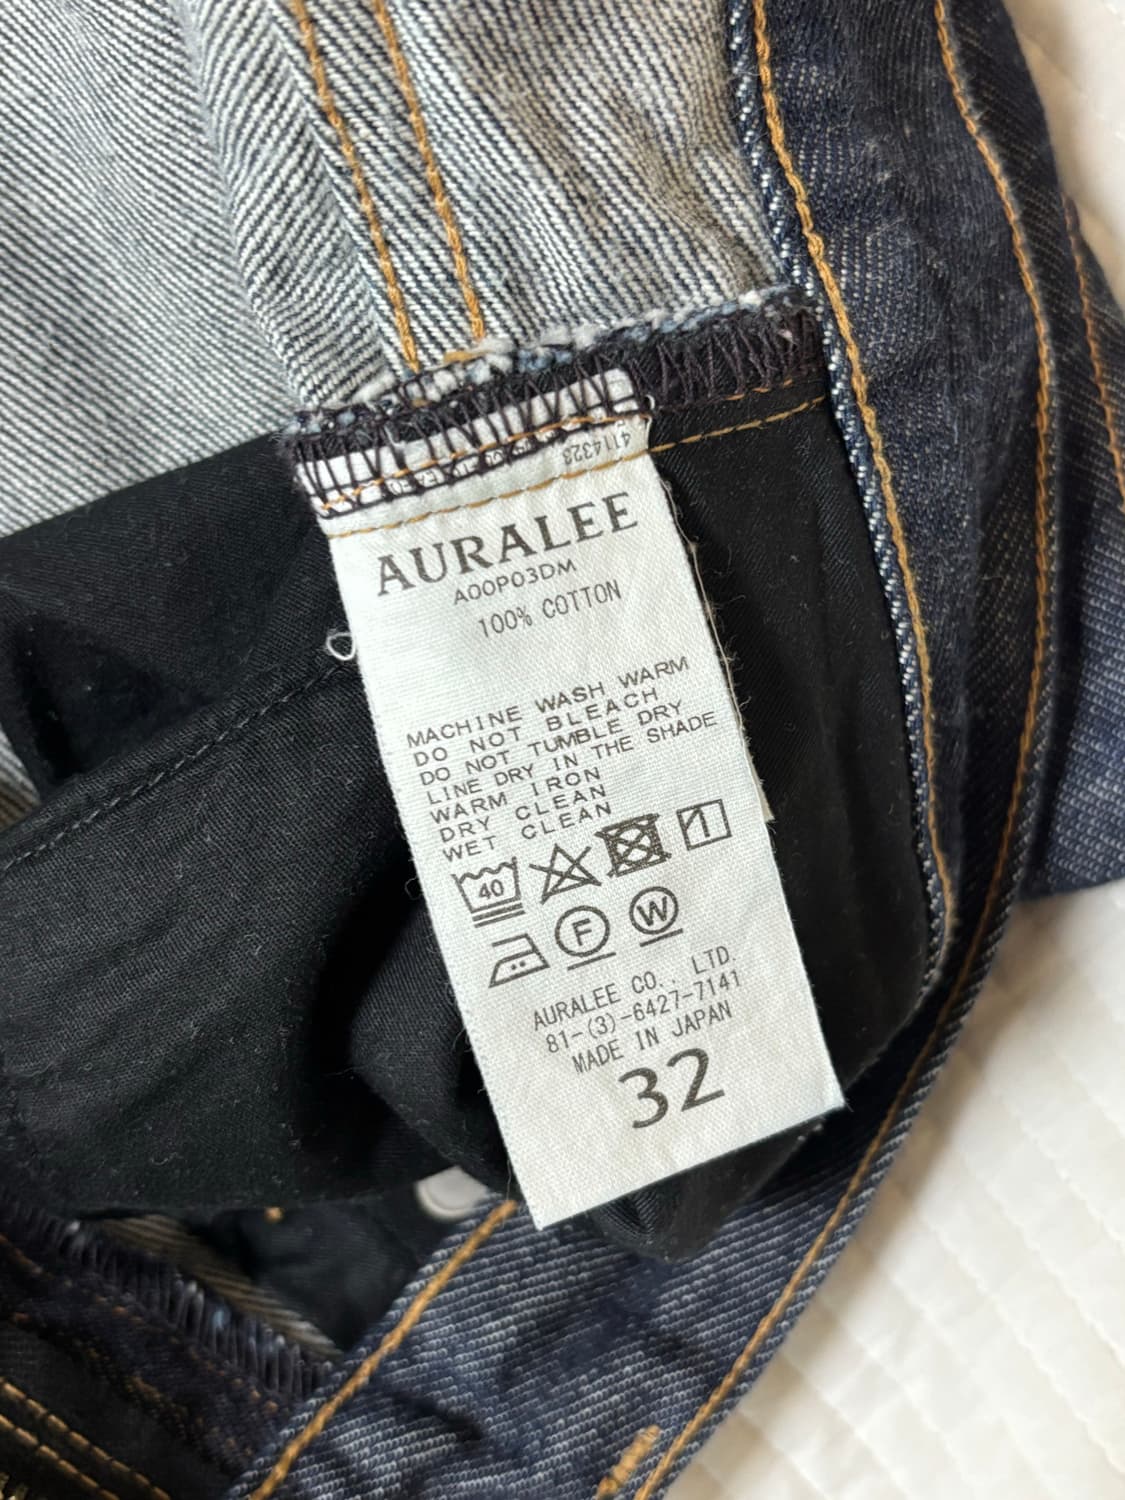 4114323
AURALEE
A00P03DM
100% COTTON
MACHINE WASH WARM
DO NOT BLEACH
DO NOT TUMBLE DRY
LINE DRY IN THE SHADE
WARM IRON
DRY CLEAN
WET CLEAN
40
F W
AURALEE CO., LTD.
81-(3)-6427-7141
MADE IN JAPAN
32